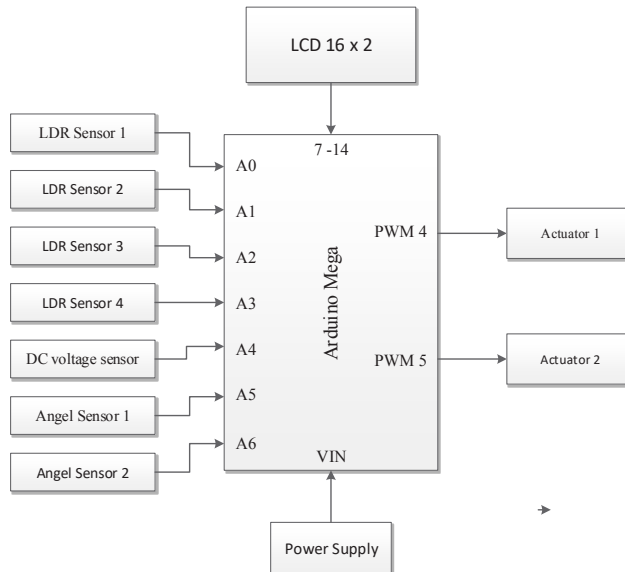 LCD 16 x 2
LDR Sensor 1
LDR Sensor 2
LDR Sensor 3
LDR Sensor 4
DC voltage sensor
Angel Sensor 1
Angel Sensor 2
7 -14
A0
A1
A2
A3
A4
A5
A6
Arduino Mega
PWM 4
PWM 5
VIN
Actuator 1
Actuator 2
Power Supply